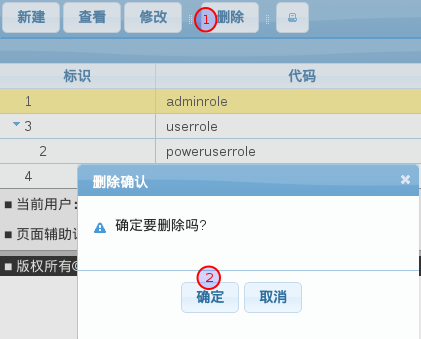 新建 查看 修改 1 删除
标识 代码
1 adminrole
3 userrole
2 poweruserrole
4
删除确认
■ 当前用户:
确定要删除吗?
■ 页面辅助
■ 版权所有©
2
确定 取消